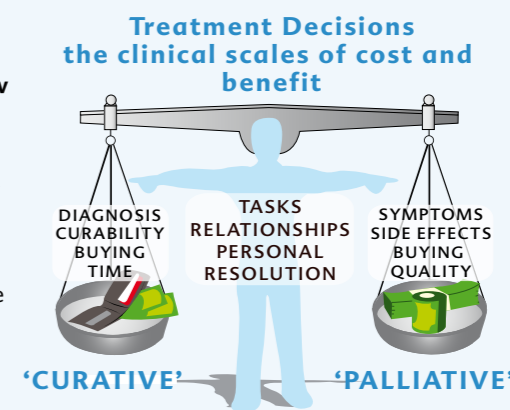 Treatment Decisions
the clinical scales of cost and
benefit
DIAGNOSIS
CURABILITY
BUYING
TIME
TASKS
RELATIONSHIPS
PERSONAL
RESOLUTION
SYMPTOMS
SIDE EFFECTS
BUYING
QUALITY
‘CURATIVE’
‘PALLIATIVE’